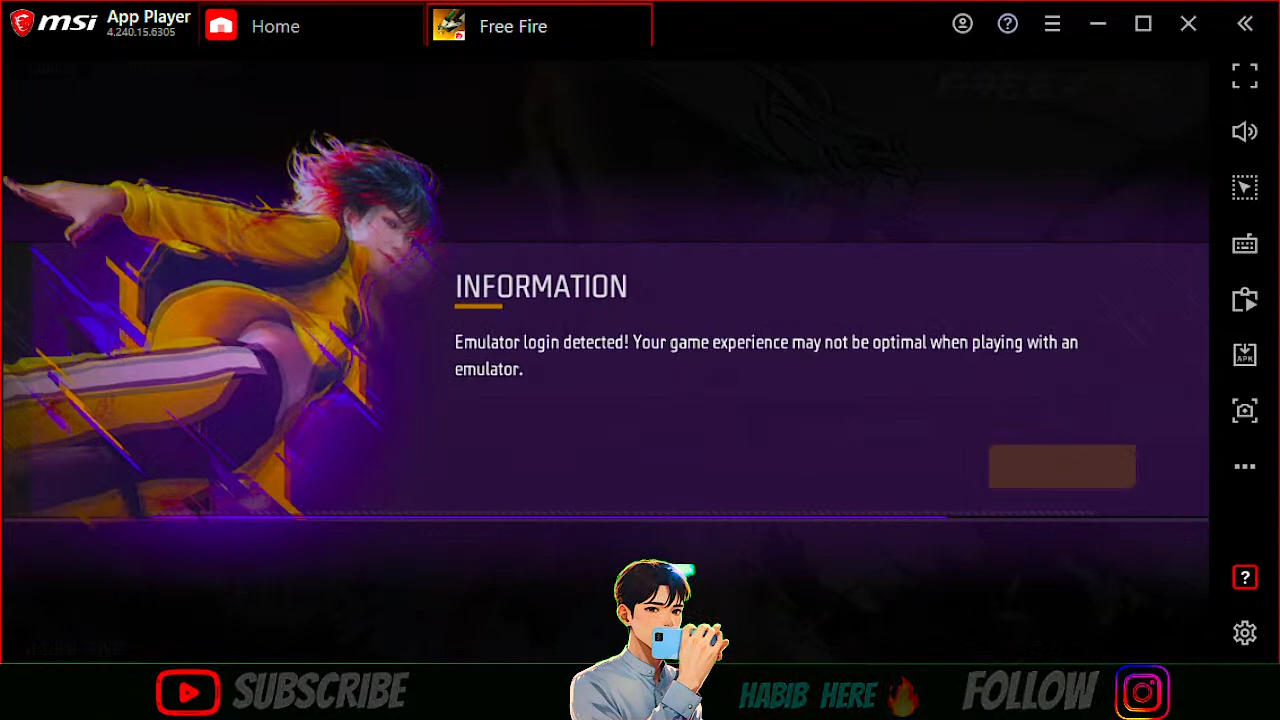 msi App Player
4.240.15.6305
Home
Free Fire
INFORMATION
Emulator login detected! Your game experience may not be optimal when playing with an
emulator.
APK
SUBSCRIBE
HABIB HERE
FOLLOW